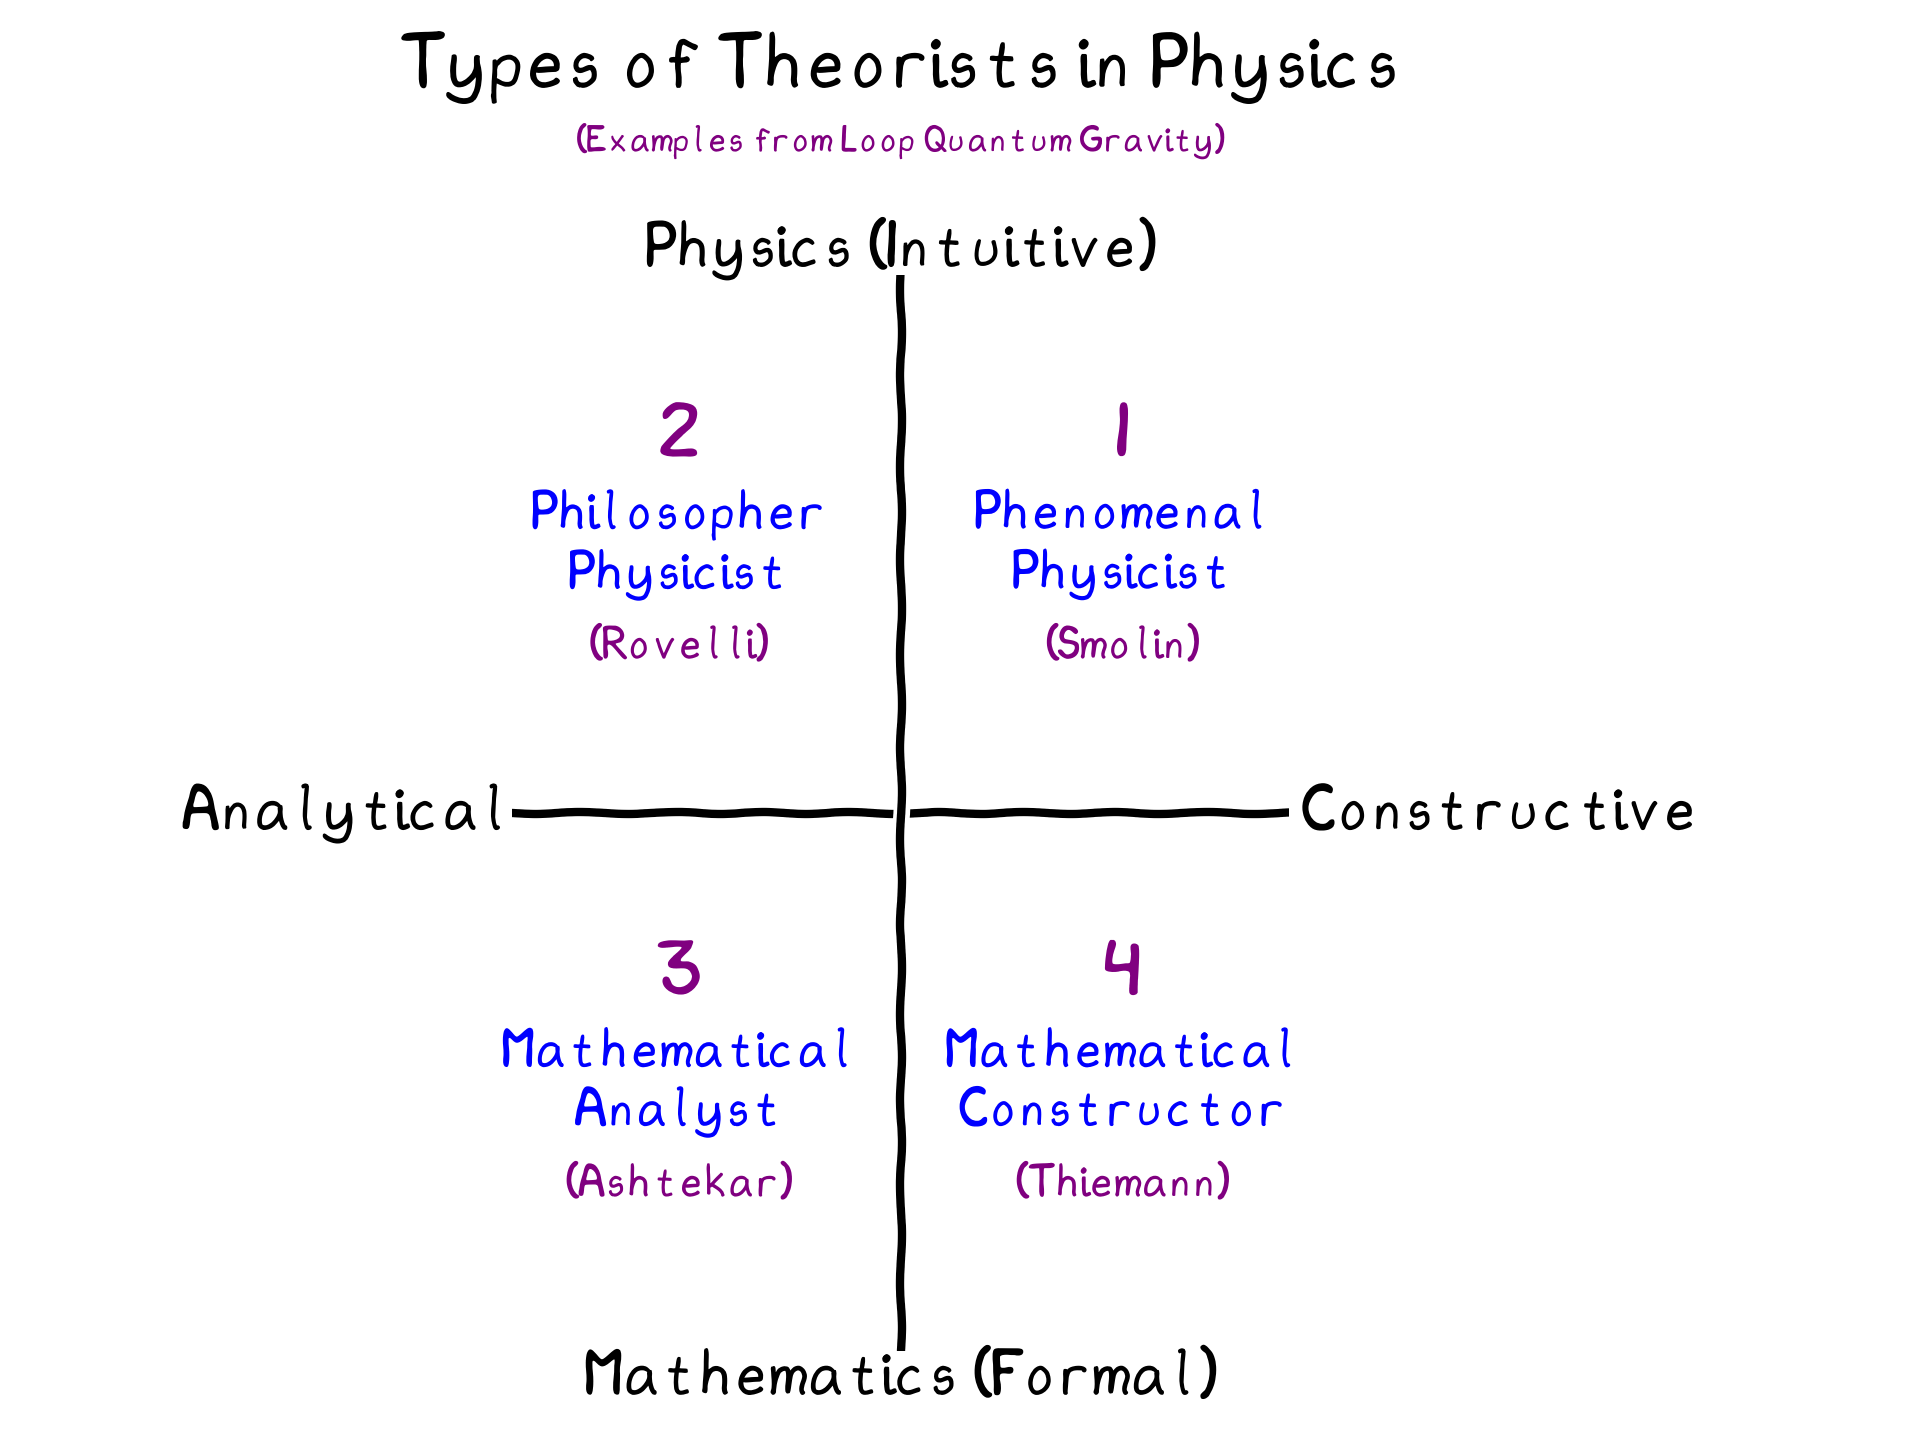 Types of Theorists in Physics
(Examples from Loop Quantum Gravity)
Physics (Intuitive)
2
Philosopher
Physicist
(Rovelli)
1
Phenomenal
Physicist
(Smolin)
Analytical
Constructive
3
Mathematical
Analyst
(Ashtekar)
4
Mathematical
Constructor
(Thiemann)
Mathematics (Formal)